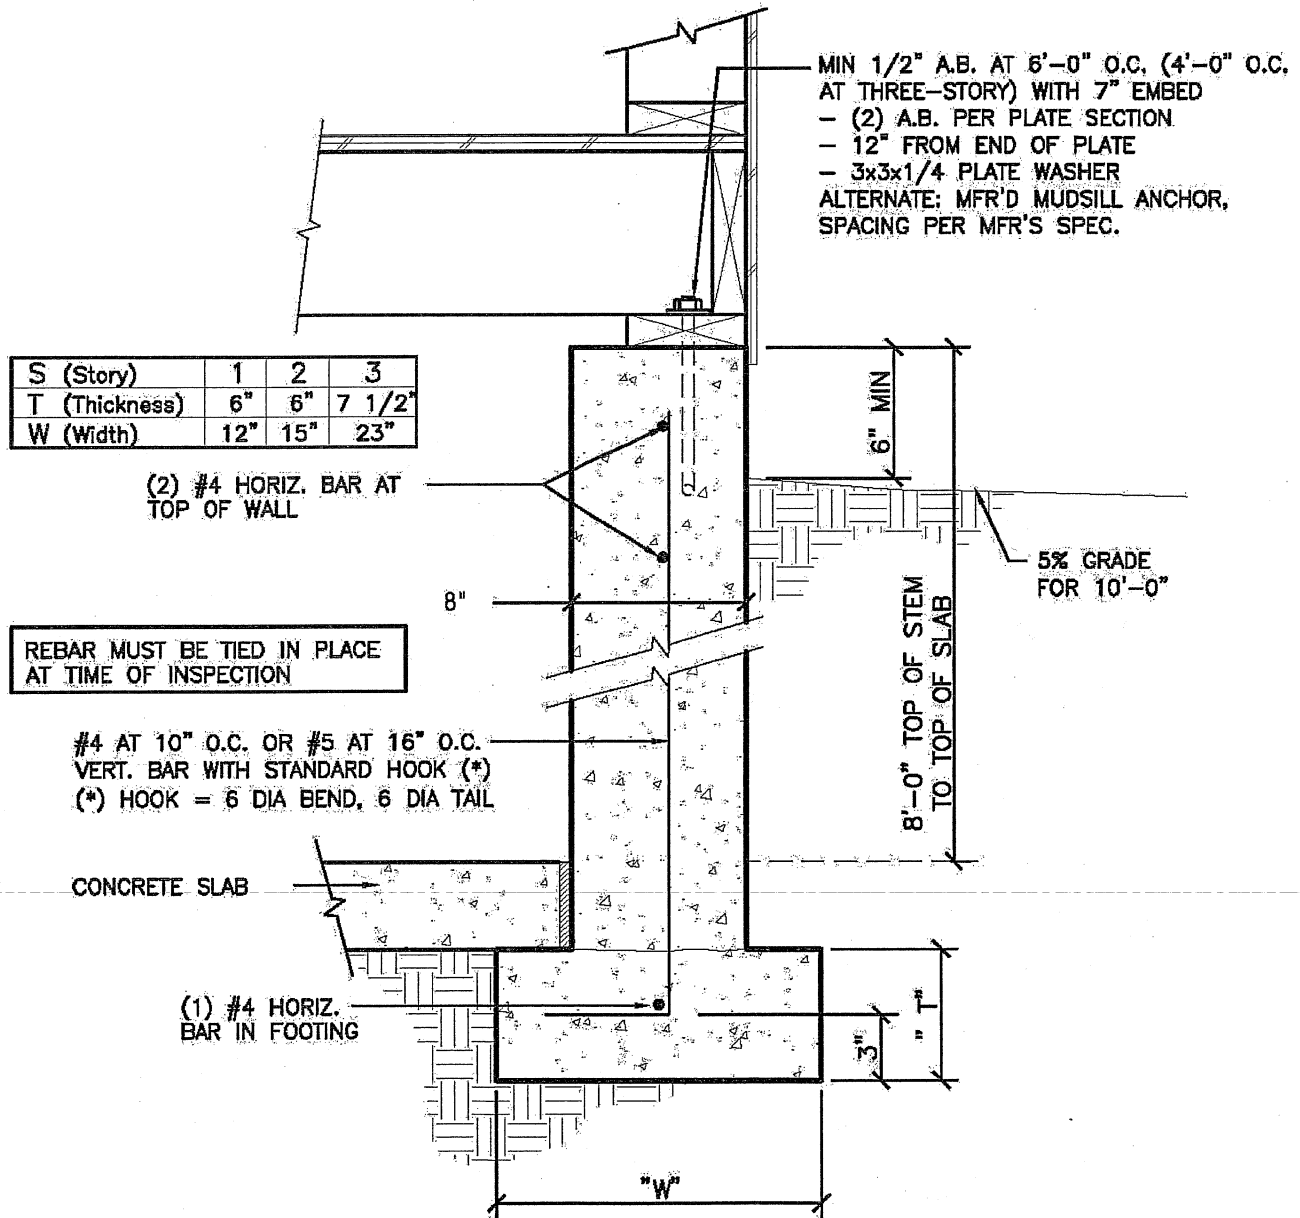 MIN 1/2" A.B. AT 6'-0" O.C. (4'-0" O.C.
AT THREE-STORY) WITH 7" EMBED
- (2) A.B. PER PLATE SECTION
- 12" FROM END OF PLATE
- 3x3x1/4 PLATE WASHER
ALTERNATE: MFR'D MUDSILL ANCHOR,
SPACING PER MFR'S SPEC.
S (Story) 1 2 3
T (Thickness) 6" 6" 7 1/2"
W (Width) 12" 15" 23"
6" MIN
(2) #4 HORIZ. BAR AT
TOP OF WALL
5% GRADE
FOR 10'-0"
8"
8'-0" TOP OF STEM
TO TOP OF SLAB
REBAR MUST BE TIED IN PLACE
AT TIME OF INSPECTION
#4 AT 10" O.C. OR #5 AT 16" O.C.
VERT. BAR WITH STANDARD HOOK (*)
(*) HOOK = 6 DIA BEND, 6 DIA TAIL
CONCRETE SLAB
(1) #4 HORIZ.
BAR IN FOOTING
3"
"T"
"W"